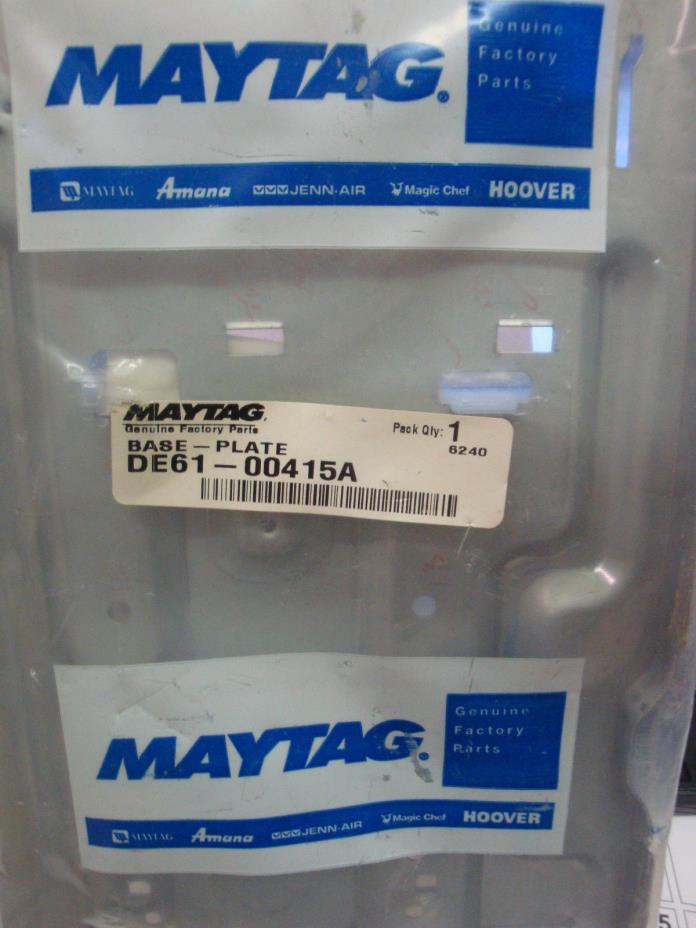 MAYTAG®
Genuine
Factory
Parts
MAYTAG Amana JENN-AIR Magic Chef HOOVER
MAYTAG®
Genuine Factory Parts
Pack Qty: 1
BASE-PLATE
6240
DE61-00415A
MAYTAG®
Genuine
Factory
Parts
MAYTAG Amana JENN-AIR Magic Chef HOOVER
5